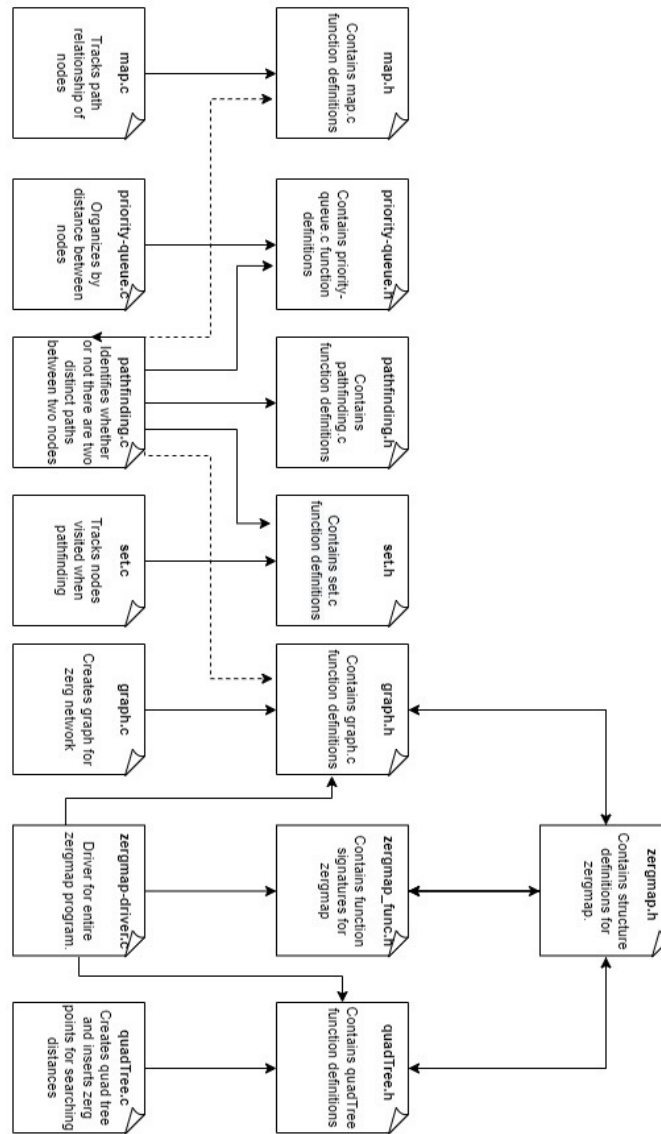 zergmap.h
Contains structure
definitions for
zergmap.
map.h
Contains map.c
function definitions
priority-queue.h
Contains priority-
queue.c function
definitions
pathfinding.h
Contains
pathfinding.c
function definitions
set.h
Contains set.c
function definitions
graph.h
Contains graph.c
function definitions
zergmap_func.h
Contains function
signatures for
zergmap
quadTree.h
Contains quadTree
function definitions
map.c
Tracks path
relationship of
nodes
priority-queue.c
Organizes by
distance between
nodes
pathfinding.c
Identifies whether
or not there are two
distinct paths
between two nodes
set.c
Tracks nodes
visited when
pathfinding
graph.c
Creates graph for
zerg network
zergmap-driver.c
Driver for entire
zergmap program.
quadTree.c
Creates quad tree
and inserts zerg
points for searching
distances